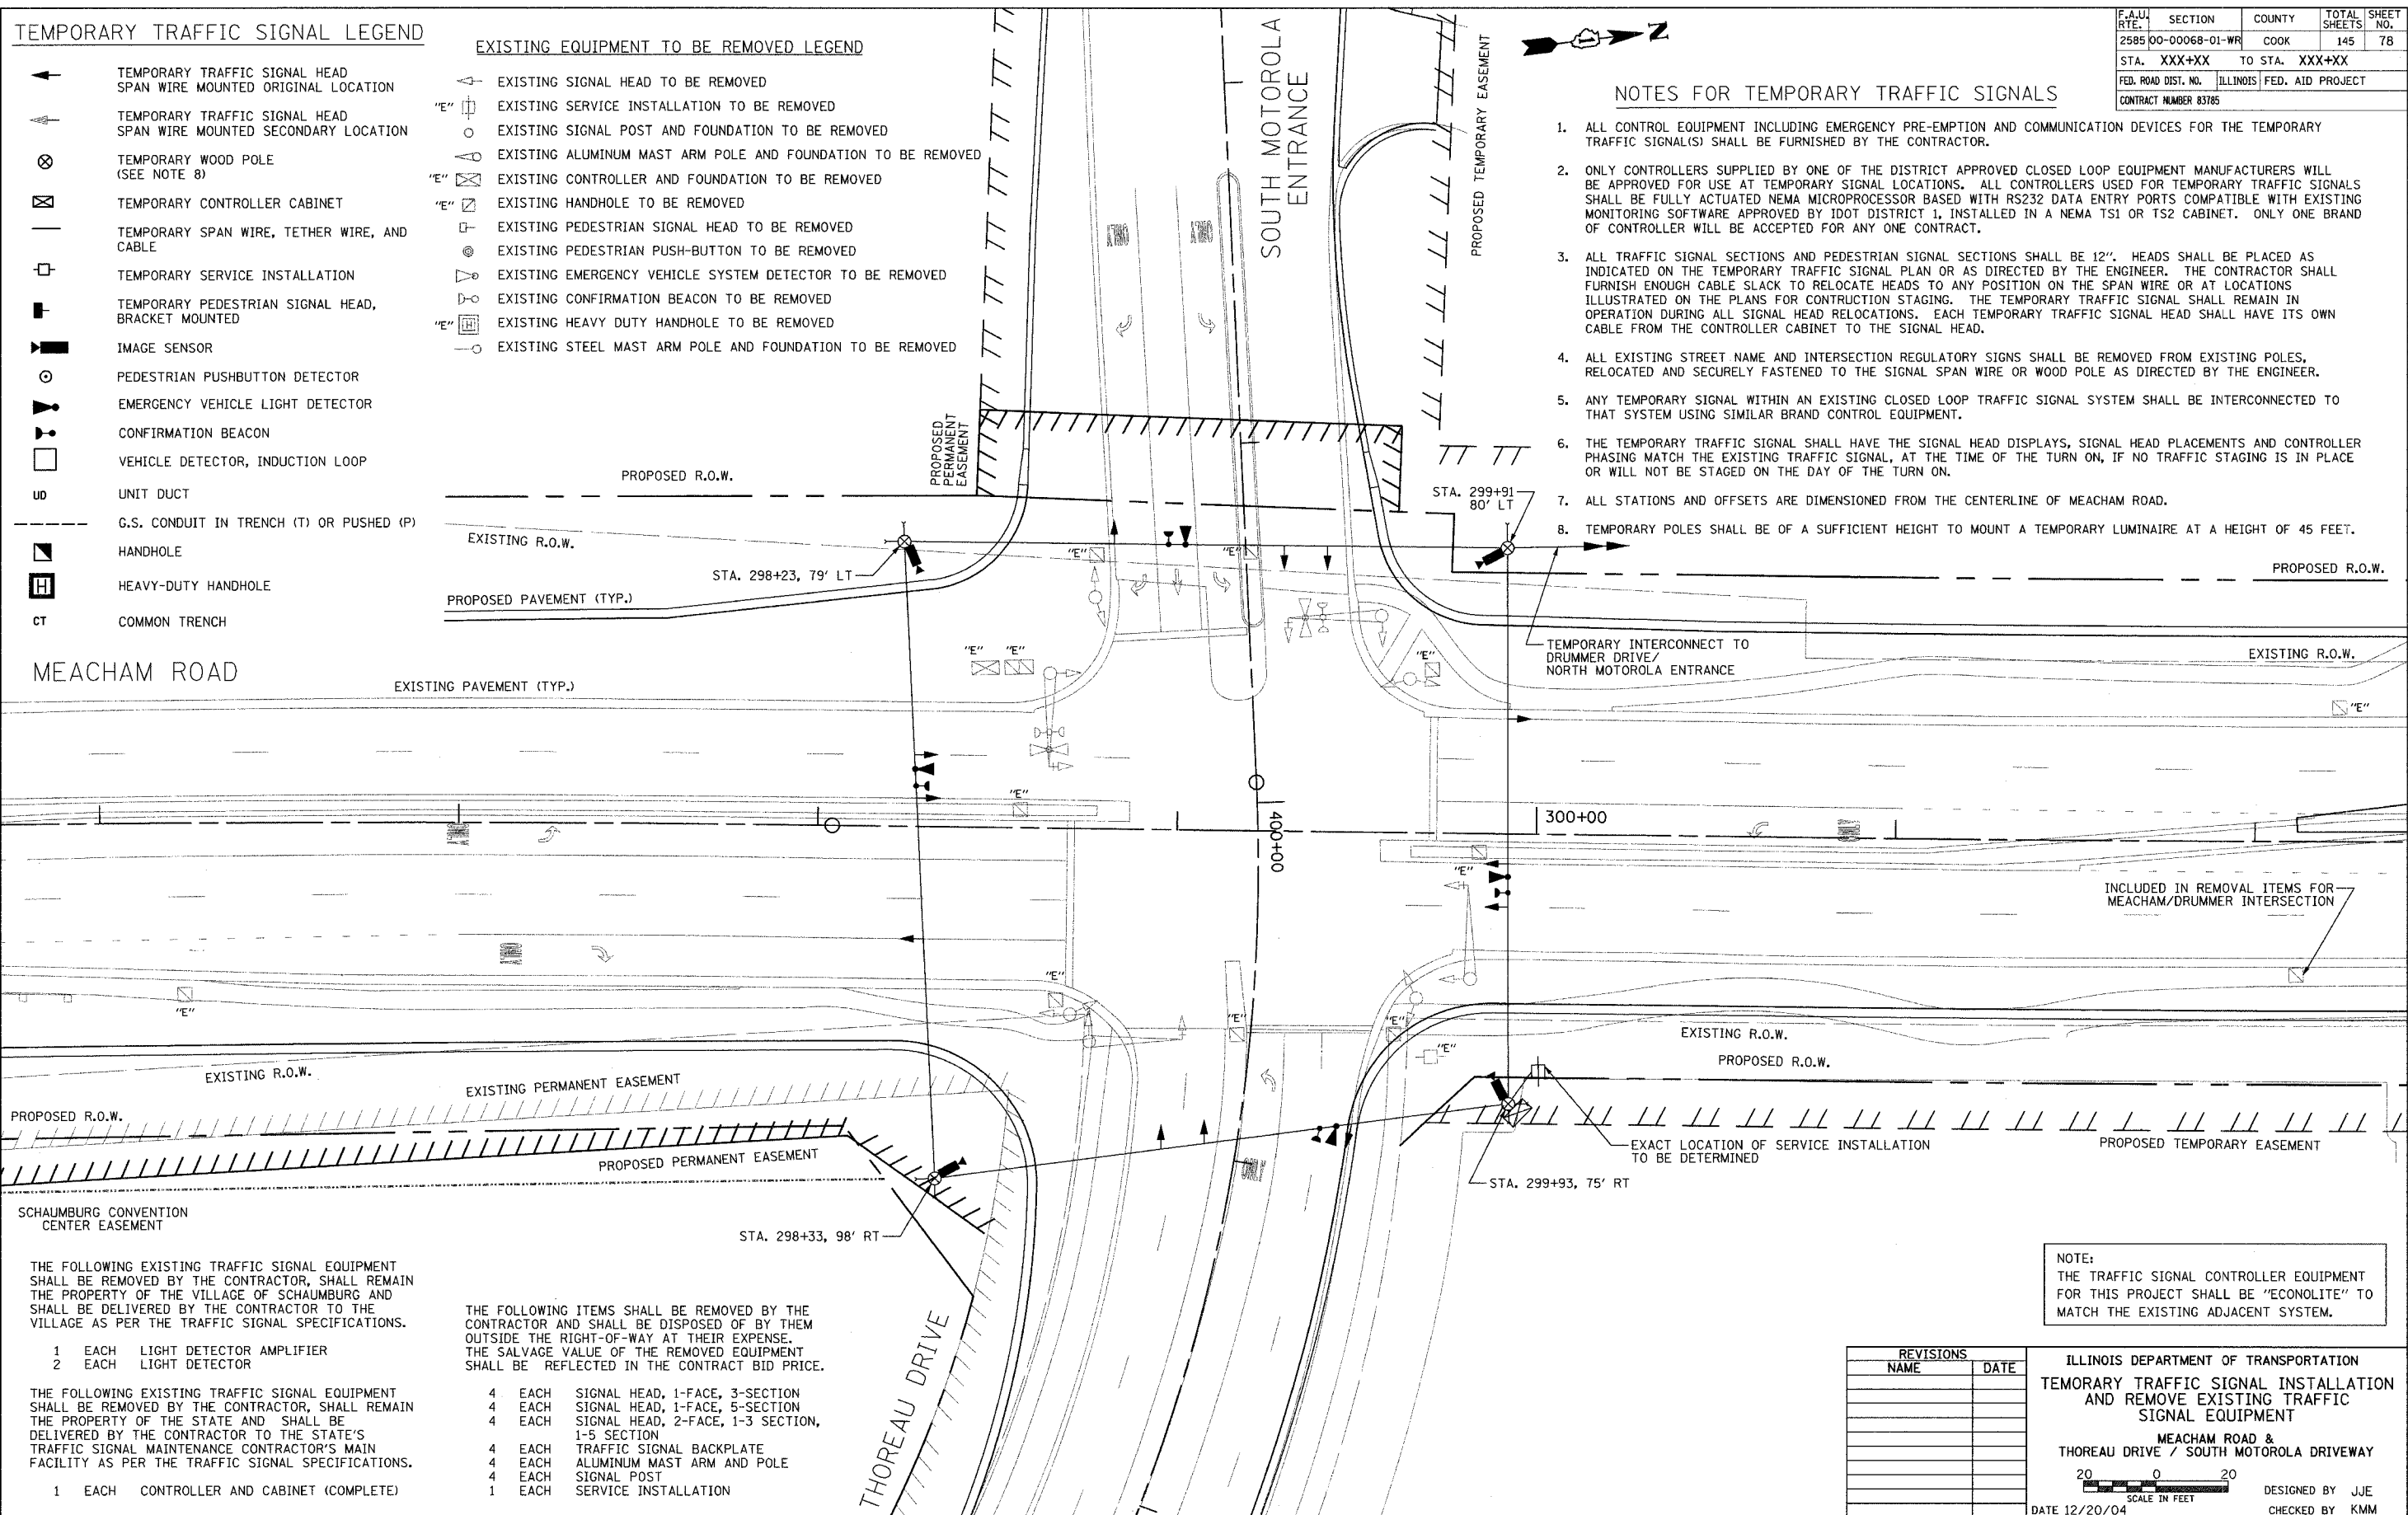 TEMPORARY TRAFFIC SIGNAL LEGEND
TEMPORARY TRAFFIC SIGNAL HEAD
SPAN WIRE MOUNTED ORIGINAL LOCATION
TEMPORARY TRAFFIC SIGNAL HEAD
SPAN WIRE MOUNTED SECONDARY LOCATION
TEMPORARY WOOD POLE
(SEE NOTE 8)
TEMPORARY CONTROLLER CABINET
TEMPORARY SPAN WIRE, TETHER WIRE, AND
CABLE
TEMPORARY SERVICE INSTALLATION
TEMPORARY PEDESTRIAN SIGNAL HEAD,
BRACKET MOUNTED
IMAGE SENSOR
PEDESTRIAN PUSHBUTTON DETECTOR
EMERGENCY VEHICLE LIGHT DETECTOR
CONFIRMATION BEACON
VEHICLE DETECTOR, INDUCTION LOOP
UD UNIT DUCT
G.S. CONDUIT IN TRENCH (T) OR PUSHED (P)
HANDHOLE
H HEAVY-DUTY HANDHOLE
CT COMMON TRENCH
EXISTING EQUIPMENT TO BE REMOVED LEGEND
EXISTING SIGNAL HEAD TO BE REMOVED
"E" EXISTING SERVICE INSTALLATION TO BE REMOVED
EXISTING SIGNAL POST AND FOUNDATION TO BE REMOVED
EXISTING ALUMINUM MAST ARM POLE AND FOUNDATION TO BE REMOVED
"E" EXISTING CONTROLLER AND FOUNDATION TO BE REMOVED
"E" EXISTING HANDHOLE TO BE REMOVED
EXISTING PEDESTRIAN SIGNAL HEAD TO BE REMOVED
EXISTING PEDESTRIAN PUSH-BUTTON TO BE REMOVED
EXISTING EMERGENCY VEHICLE SYSTEM DETECTOR TO BE REMOVED
EXISTING CONFIRMATION BEACON TO BE REMOVED
"E" H EXISTING HEAVY DUTY HANDHOLE TO BE REMOVED
EXISTING STEEL MAST ARM POLE AND FOUNDATION TO BE REMOVED
SOUTH MOTOROLA
ENTRANCE
PROPOSED TEMPORARY EASEMENT
N
F.A.U. RTE. SECTION COUNTY TOTAL SHEETS SHEET NO.
2585 00-00068-01-WR COOK 145 78
STA. XXX+XX TO STA. XXX+XX
FED. ROAD DIST. NO. ILLINOIS FED. AID PROJECT
CONTRACT NUMBER 83785
NOTES FOR TEMPORARY TRAFFIC SIGNALS
1. ALL CONTROL EQUIPMENT INCLUDING EMERGENCY PRE-EMPTION AND COMMUNICATION DEVICES FOR THE TEMPORARY
TRAFFIC SIGNAL(S) SHALL BE FURNISHED BY THE CONTRACTOR.
2. ONLY CONTROLLERS SUPPLIED BY ONE OF THE DISTRICT APPROVED CLOSED LOOP EQUIPMENT MANUFACTURERS WILL
BE APPROVED FOR USE AT TEMPORARY SIGNAL LOCATIONS. ALL CONTROLLERS USED FOR TEMPORARY TRAFFIC SIGNALS
SHALL BE FULLY ACTUATED NEMA MICROPROCESSOR BASED WITH RS232 DATA ENTRY PORTS COMPATIBLE WITH EXISTING
MONITORING SOFTWARE APPROVED BY IDOT DISTRICT 1, INSTALLED IN A NEMA TS1 OR TS2 CABINET. ONLY ONE BRAND
OF CONTROLLER WILL BE ACCEPTED FOR ANY ONE CONTRACT.
3. ALL TRAFFIC SIGNAL SECTIONS AND PEDESTRIAN SIGNAL SECTIONS SHALL BE 12". HEADS SHALL BE PLACED AS
INDICATED ON THE TEMPORARY TRAFFIC SIGNAL PLAN OR AS DIRECTED BY THE ENGINEER. THE CONTRACTOR SHALL
FURNISH ENOUGH CABLE SLACK TO RELOCATE HEADS TO ANY POSITION ON THE SPAN WIRE OR AT LOCATIONS
ILLUSTRATED ON THE PLANS FOR CONTRUCTION STAGING. THE TEMPORARY TRAFFIC SIGNAL SHALL REMAIN IN
OPERATION DURING ALL SIGNAL HEAD RELOCATIONS. EACH TEMPORARY TRAFFIC SIGNAL HEAD SHALL HAVE ITS OWN
CABLE FROM THE CONTROLLER CABINET TO THE SIGNAL HEAD.
4. ALL EXISTING STREET NAME AND INTERSECTION REGULATORY SIGNS SHALL BE REMOVED FROM EXISTING POLES,
RELOCATED AND SECURELY FASTENED TO THE SIGNAL SPAN WIRE OR WOOD POLE AS DIRECTED BY THE ENGINEER.
5. ANY TEMPORARY SIGNAL WITHIN AN EXISTING CLOSED LOOP TRAFFIC SIGNAL SYSTEM SHALL BE INTERCONNECTED TO
THAT SYSTEM USING SIMILAR BRAND CONTROL EQUIPMENT.
6. THE TEMPORARY TRAFFIC SIGNAL SHALL HAVE THE SIGNAL HEAD DISPLAYS, SIGNAL HEAD PLACEMENTS AND CONTROLLER
PHASING MATCH THE EXISTING TRAFFIC SIGNAL, AT THE TIME OF THE TURN ON, IF NO TRAFFIC STAGING IS IN PLACE
OR WILL NOT BE STAGED ON THE DAY OF THE TURN ON.
7. ALL STATIONS AND OFFSETS ARE DIMENSIONED FROM THE CENTERLINE OF MEACHAM ROAD.
8. TEMPORARY POLES SHALL BE OF A SUFFICIENT HEIGHT TO MOUNT A TEMPORARY LUMINAIRE AT A HEIGHT OF 45 FEET.
PROPOSED R.O.W.
PROPOSED
PERMANENT
EASEMENT
STA. 299+91
80' LT
EXISTING R.O.W.
STA. 298+23, 79' LT
"E"
"E"
PROPOSED R.O.W.
PROPOSED PAVEMENT (TYP.)
TEMPORARY INTERCONNECT TO
DRUMMER DRIVE/
NORTH MOTOROLA ENTRANCE
"E" "E"
"E"
EXISTING R.O.W.
MEACHAM ROAD
EXISTING PAVEMENT (TYP.)
"E"
"E"
ONLY
ONLY
ONLY
400+00
300+00
ONLY
"E"
INCLUDED IN REMOVAL ITEMS FOR
MEACHAM/DRUMMER INTERSECTION
ONLY
"E"
"E"
"E"
"E"
"E"
EXISTING R.O.W.
PROPOSED R.O.W.
EXISTING R.O.W.
EXISTING PERMANENT EASEMENT
PROPOSED R.O.W.
PROPOSED PERMANENT EASEMENT
ONLY
EXACT LOCATION OF SERVICE INSTALLATION
TO BE DETERMINED
PROPOSED TEMPORARY EASEMENT
STA. 299+93, 75' RT
SCHAUMBURG CONVENTION
CENTER EASEMENT
STA. 298+33, 98' RT
THOREAU DRIVE
THE FOLLOWING EXISTING TRAFFIC SIGNAL EQUIPMENT
SHALL BE REMOVED BY THE CONTRACTOR, SHALL REMAIN
THE PROPERTY OF THE VILLAGE OF SCHAUMBURG AND
SHALL BE DELIVERED BY THE CONTRACTOR TO THE
VILLAGE AS PER THE TRAFFIC SIGNAL SPECIFICATIONS.
1 EACH LIGHT DETECTOR AMPLIFIER
2 EACH LIGHT DETECTOR
THE FOLLOWING EXISTING TRAFFIC SIGNAL EQUIPMENT
SHALL BE REMOVED BY THE CONTRACTOR, SHALL REMAIN
THE PROPERTY OF THE STATE AND SHALL BE
DELIVERED BY THE CONTRACTOR TO THE STATE'S
TRAFFIC SIGNAL MAINTENANCE CONTRACTOR'S MAIN
FACILITY AS PER THE TRAFFIC SIGNAL SPECIFICATIONS.
1 EACH CONTROLLER AND CABINET (COMPLETE)
THE FOLLOWING ITEMS SHALL BE REMOVED BY THE
CONTRACTOR AND SHALL BE DISPOSED OF BY THEM
OUTSIDE THE RIGHT-OF-WAY AT THEIR EXPENSE.
THE SALVAGE VALUE OF THE REMOVED EQUIPMENT
SHALL BE REFLECTED IN THE CONTRACT BID PRICE.
4 EACH SIGNAL HEAD, 1-FACE, 3-SECTION
4 EACH SIGNAL HEAD, 1-FACE, 5-SECTION
4 EACH SIGNAL HEAD, 2-FACE, 1-3 SECTION,
1-5 SECTION
4 EACH TRAFFIC SIGNAL BACKPLATE
4 EACH ALUMINUM MAST ARM AND POLE
4 EACH SIGNAL POST
1 EACH SERVICE INSTALLATION
NOTE:
THE TRAFFIC SIGNAL CONTROLLER EQUIPMENT
FOR THIS PROJECT SHALL BE "ECONOLITE" TO
MATCH THE EXISTING ADJACENT SYSTEM.
REVISIONS
NAME DATE
ILLINOIS DEPARTMENT OF TRANSPORTATION
TEMORARY TRAFFIC SIGNAL INSTALLATION
AND REMOVE EXISTING TRAFFIC
SIGNAL EQUIPMENT
MEACHAM ROAD &
THOREAU DRIVE / SOUTH MOTOROLA DRIVEWAY
20 0 20
SCALE IN FEET
DESIGNED BY JJE
DATE 12/20/04 CHECKED BY KMM